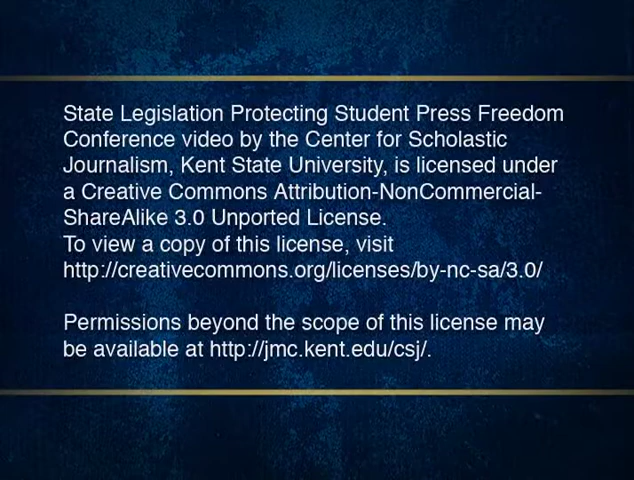 State Legislation Protecting Student Press Freedom
Conference video by the Center for Scholastic
Journalism, Kent State University, is licensed under
a Creative Commons Attribution-NonCommercial-
ShareAlike 3.0 Unported License.
To view a copy of this license, visit
http://creativecommons.org/licenses/by-nc-sa/3.0/
Permissions beyond the scope of this license may
be available at http://jmc.kent.edu/csj/.